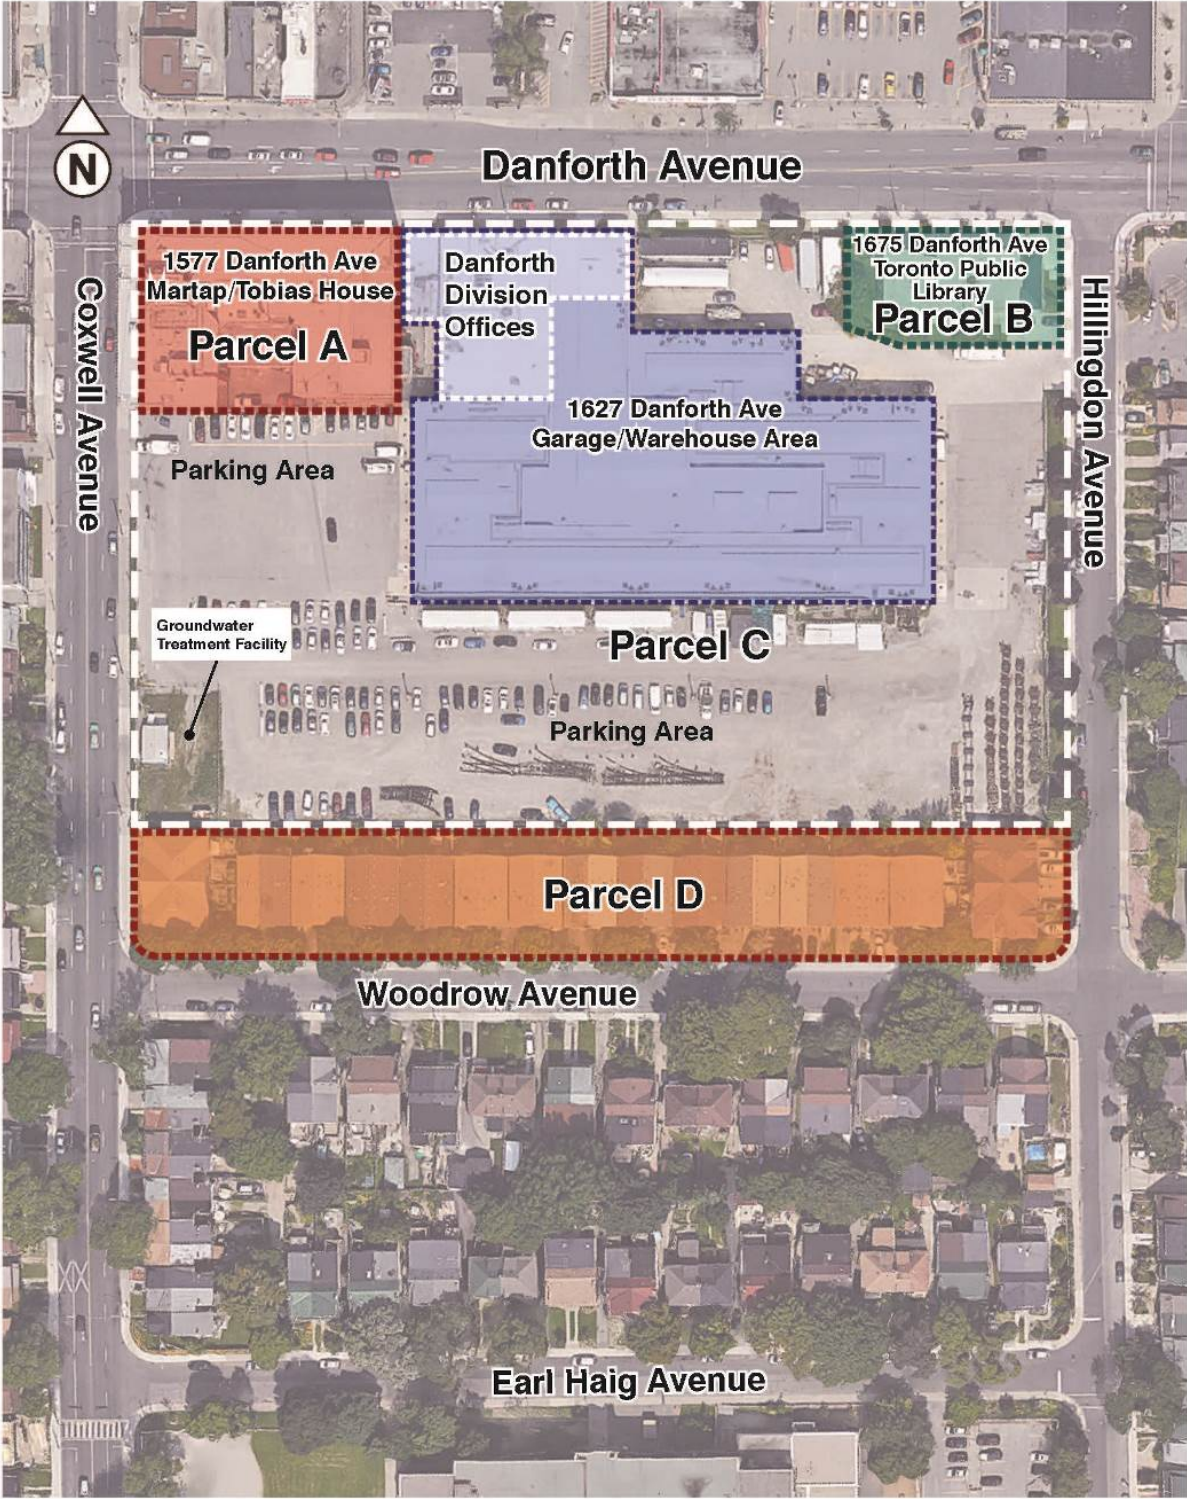 N
Danforth Avenue
1577 Danforth Ave
Martap/Tobias House
Parcel A
Danforth
Division
Offices
1675 Danforth Ave
Toronto Public
Library
Parcel B
Coxwell Avenue
Hillingdon Avenue
1627 Danforth Ave
Garage/Warehouse Area
Parking Area
Groundwater
Treatment Facility
Parcel C
Parking Area
Parcel D
Woodrow Avenue
Earl Haig Avenue